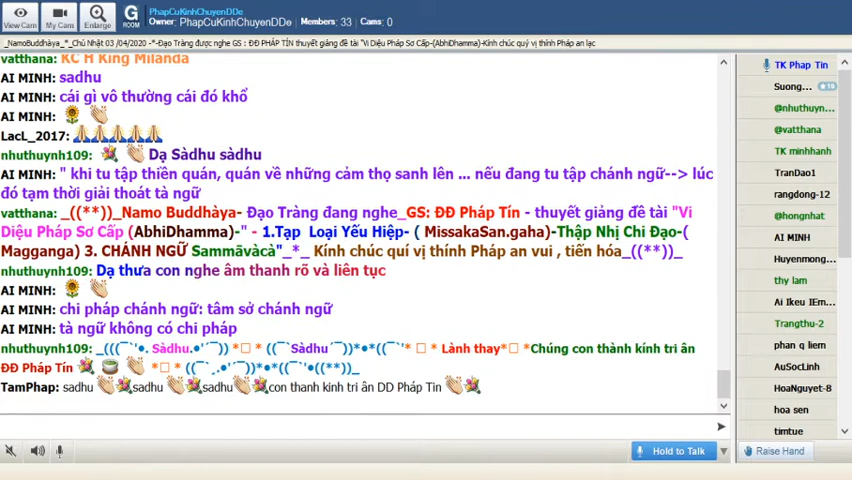 PhapCuKinhChuyenDDe
Owner: PhapCuKinhChuyenDDe Members: 33 Cams: 0
View Cam My Cam Enlarge G ROOM
_NamoBuddhàya_*_Chủ Nhật 03 /04/2020 -*-Đạo Tràng được nghe GS : ĐĐ PHÁP TÍN thuyết giảng đề tài "Vi Diệu Pháp Sơ Cấp-(AbhiDhamma)-Kính chúc quý vị thính Pháp an lạc
vatthana: KC H King Milanda
AI MINH: sadhu
AI MINH: cái gì vô thường cái đó khổ
AI MINH:
LacL_2017:
nhuthuynh109: Dạ Sàdhu sàdhu
AI MINH: " khi tu tập thiền quán, quán về những cảm thọ sanh lên ... nếu đang tu tập chánh ngữ--> lúc
đó tạm thời giải thoát tà ngữ
vatthana: _((**))_Namo Buddhàya- Đạo Tràng đang nghe_GS: ĐĐ Pháp Tín - thuyết giảng đề tài "Vi
Diệu Pháp Sơ Cấp (AbhiDhamma)-" - 1.Tạp Loại Yếu Hiệp- ( MissakaSan.gaha)-Thập Nhị Chi Đạo-(
Magganga) 3. CHÁNH NGỮ Sammāvàcà"_*_ Kính chúc quí vị thính Pháp an vui , tiến hóa_((**))_
nhuthuynh109: Dạ thưa con nghe âm thanh rõ và liên tục
AI MINH:
AI MINH: chi pháp chánh ngữ: tâm sở chánh ngữ
AI MINH: tà ngữ không có chi pháp
nhuthuynh109: _(((¯`'•. Sàdhu.•'´¯)) *□ * ((¯`Sàdhu´¯))*•*((¯`'* □ * Lành thay*□ *Chúng con thành kính tri ân
ĐĐ Pháp Tín *□ * ((¯`¸.•'´¯))*•*((¯`'•((**))_
TamPhap: sadhu sadhu sadhu con thanh kinh tri ân DD Pháp Tin
Hold to Talk
TK Phap Tin
Suong...
@nhuthuyn...
@vatthana
TK minhhanh
TranDao1
rangdong-12
@hongnhat
AI MINH
Huyenmong...
thy lam
Ai Ikeu IEm...
Trangthu-2
phan q liem
AuSocLinh
HoaNguyet-8
hoa sen
timtue
Raise Hand